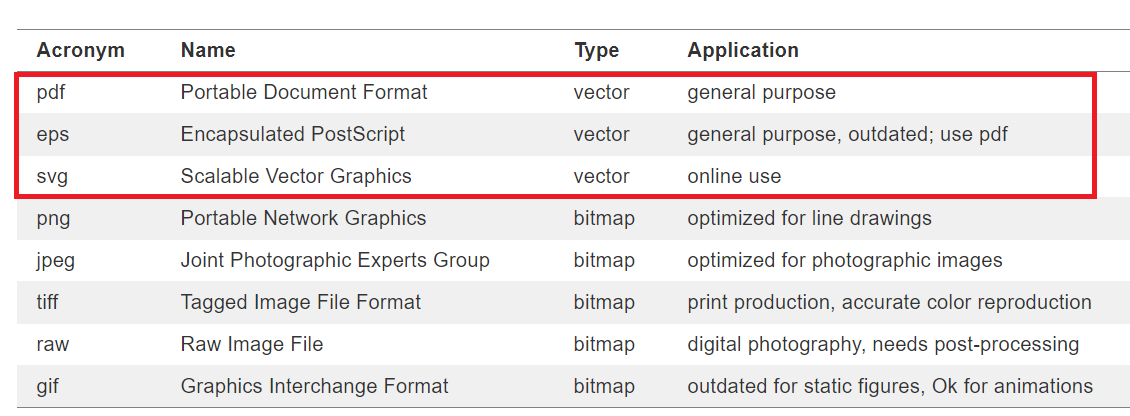 Acronym Name Type Application
pdf Portable Document Format vector general purpose
eps Encapsulated PostScript vector general purpose, outdated; use pdf
svg Scalable Vector Graphics vector online use
png Portable Network Graphics bitmap optimized for line drawings
jpeg Joint Photographic Experts Group bitmap optimized for photographic images
tiff Tagged Image File Format bitmap print production, accurate color reproduction
raw Raw Image File bitmap digital photography, needs post-processing
gif Graphics Interchange Format bitmap outdated for static figures, Ok for animations